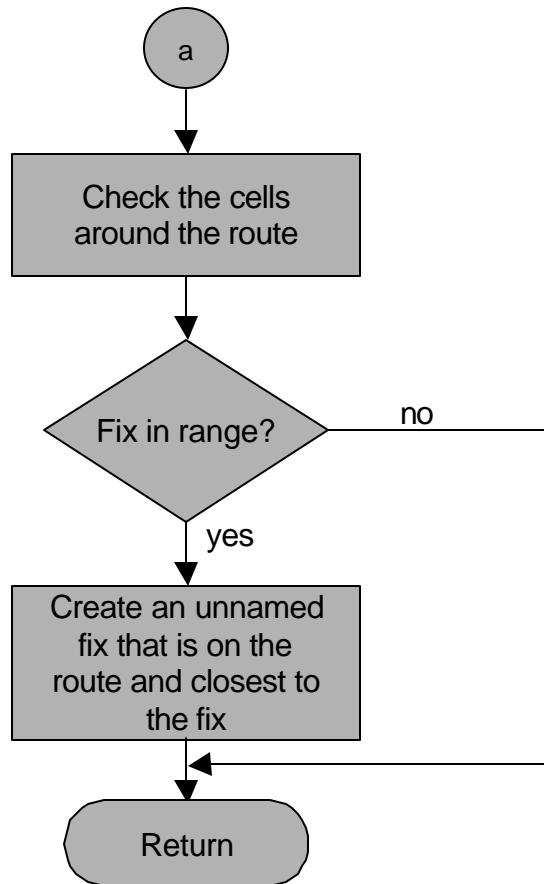 a
Check the cells
around the route
Fix in range?
no
yes
Create an unnamed
fix that is on the
route and closest to
the fix
Return